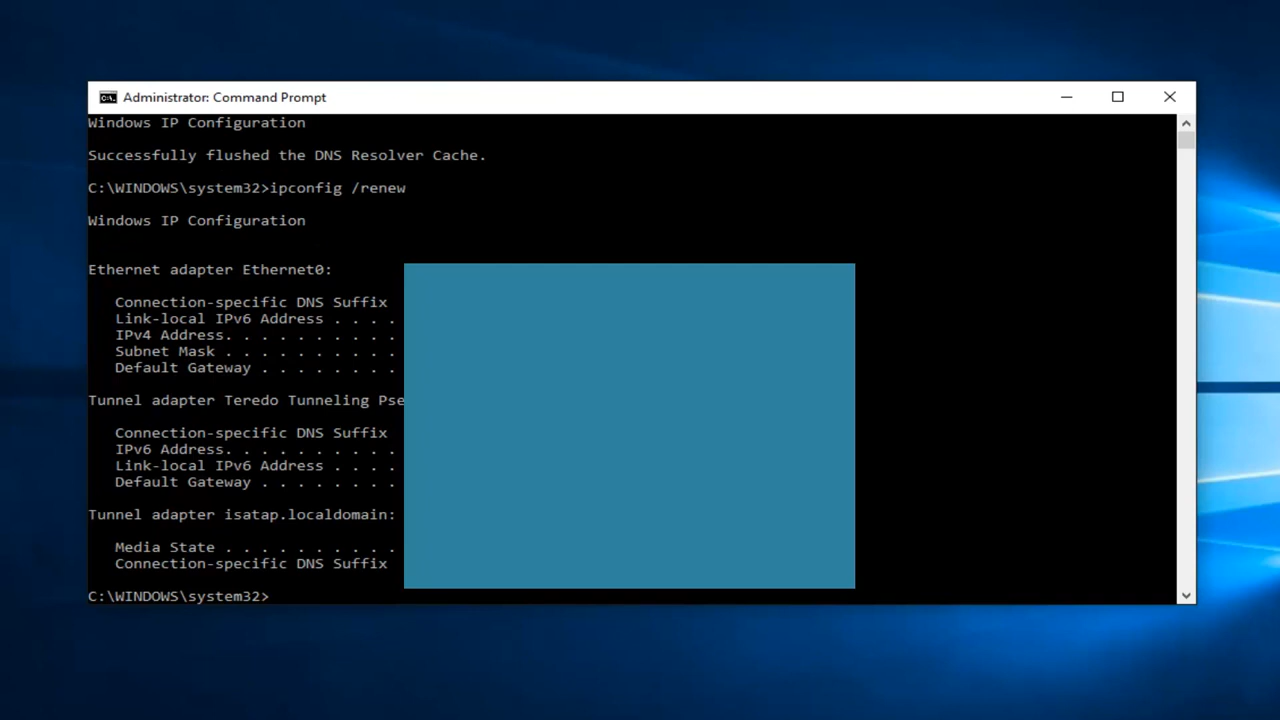 Administrator: Command Prompt
Windows IP Configuration
Successfully flushed the DNS Resolver Cache.
C:\WINDOWS\system32>ipconfig /renew
Windows IP Configuration
Ethernet adapter Ethernet0:
Connection-specific DNS Suffix
Link-local IPv6 Address . . . .
IPv4 Address. . . . . . . . . .
Subnet Mask . . . . . . . . . .
Default Gateway . . . . . . . .
Tunnel adapter Teredo Tunneling Pse
Connection-specific DNS Suffix
IPv6 Address. . . . . . . . . .
Link-local IPv6 Address . . . .
Default Gateway . . . . . . . .
Tunnel adapter isatap.localdomain:
Media State . . . . . . . . . .
Connection-specific DNS Suffix
C:\WINDOWS\system32>